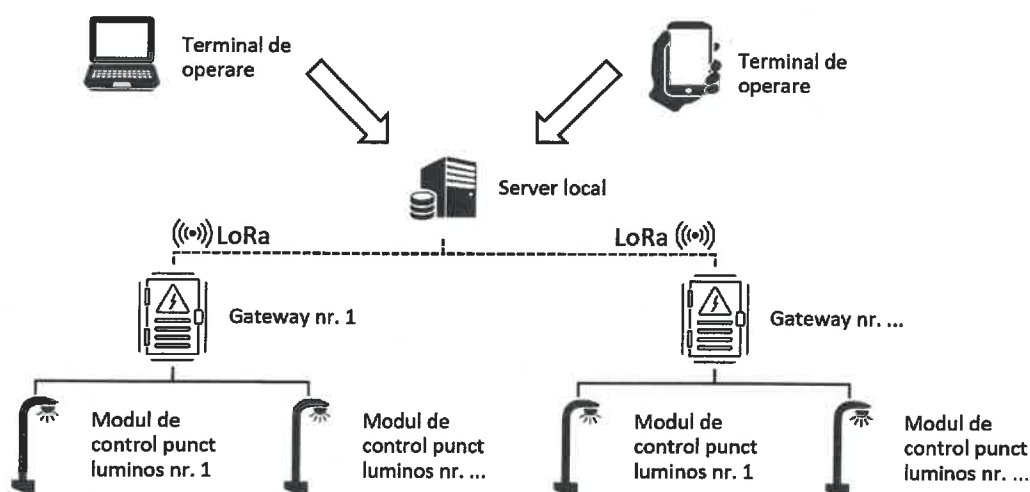 Terminal de
operare
Terminal de
operare
Server local
LoRa
LoRa
Gateway nr. 1
Gateway nr. ...
Modul de
control punct
luminos nr. 1
Modul de
control punct
luminos nr. ...
Modul de
control punct
luminos nr. 1
Modul de
control punct
luminos nr. ...